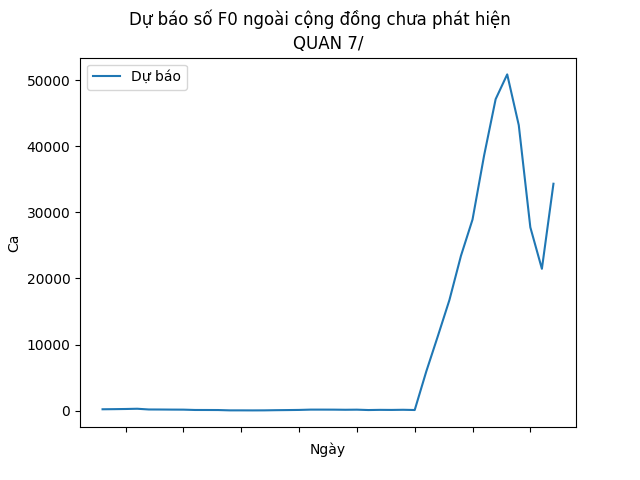 Dự báo số F0 ngoài cộng đồng chưa phát hiện
QUAN 7/
Dự báo
50000
40000
30000
20000
10000
0
Ca
Ngày